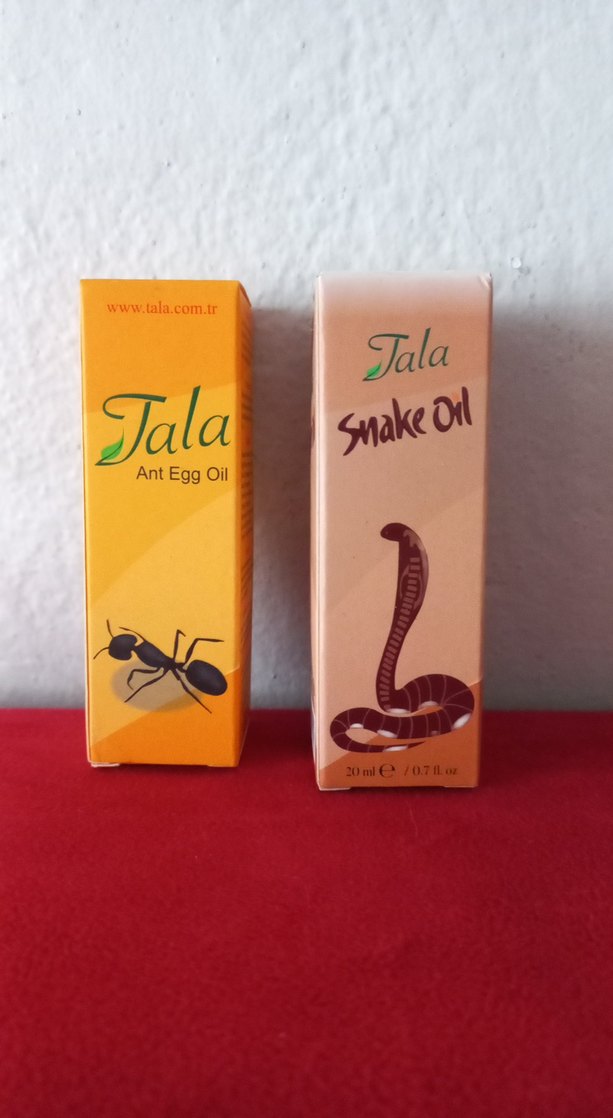 www.tala.com.tr
Tala
Ant Egg Oil
Tala
Snake Oil
20 ml ℮ / 0.7 fl. oz